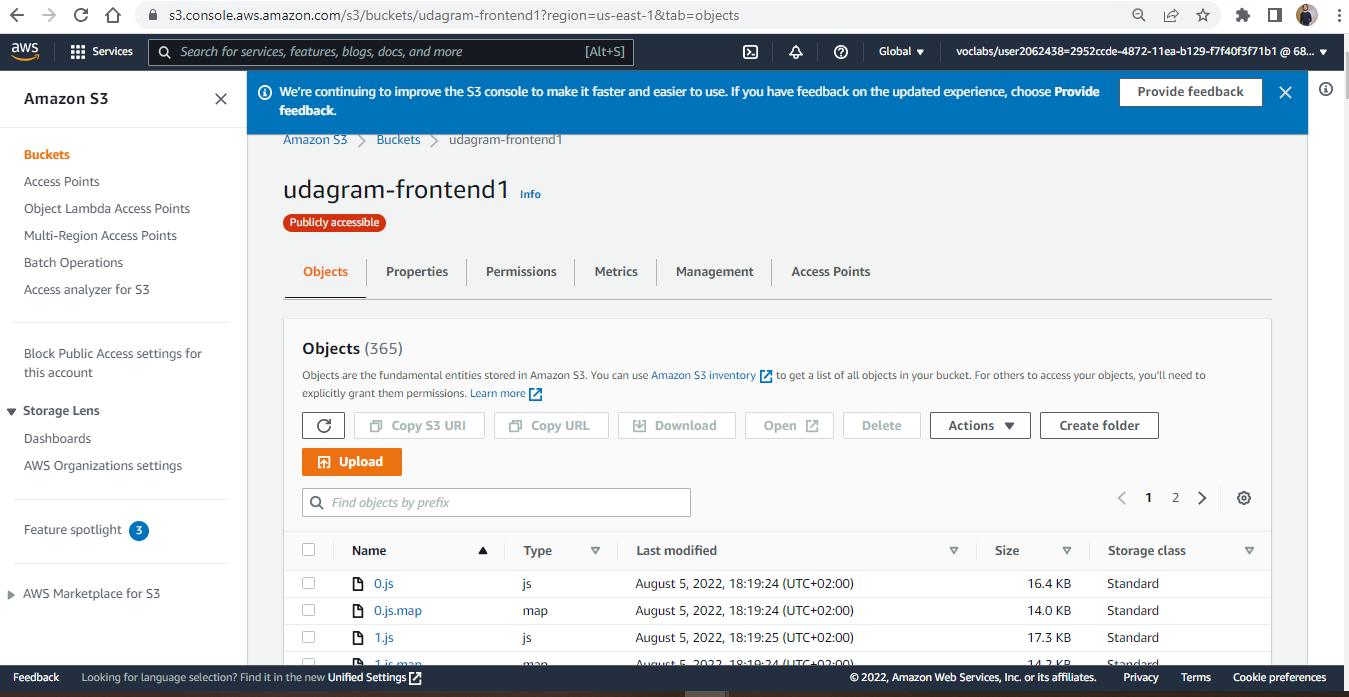 s3.console.aws.amazon.com/s3/buckets/udagram-frontend1?region=us-east-1&tab=objects
aws
Services
Search for services, features, blogs, docs, and more
[Alt+S]
Global
voclabs/user2062438=2952ccde-4872-11ea-b129-f7f40f3f71b1 @ 68...
Amazon S3
Buckets
Access Points
Object Lambda Access Points
Multi-Region Access Points
Batch Operations
Access analyzer for S3
Block Public Access settings for
this account
Storage Lens
Dashboards
AWS Organizations settings
Feature spotlight 3
AWS Marketplace for S3
We're continuing to improve the S3 console to make it faster and easier to use. If you have feedback on the updated experience, choose Provide
feedback.
Provide feedback
Amazon S3 Buckets udagram-frontend1
udagram-frontend1 Info
Publicly accessible
Objects Properties Permissions Metrics Management Access Points
Objects (365)
Objects are the fundamental entities stored in Amazon S3. You can use Amazon S3 inventory to get a list of all objects in your bucket. For others to access your objects, you'll need to
explicitly grant them permissions. Learn more
Copy S3 URI Copy URL Download Open Delete Actions Create folder
Upload
Find objects by prefix
1 2
Name Type Last modified Size Storage class
0.js js August 5, 2022, 18:19:24 (UTC+02:00) 16.4 KB Standard
0.js.map map August 5, 2022, 18:19:24 (UTC+02:00) 14.0 KB Standard
1.js js August 5, 2022, 18:19:25 (UTC+02:00) 17.3 KB Standard
1.js.map map August 5, 2022, 18:19:24 (UTC+02:00) 14.2 KB Standard
Feedback Looking for language selection? Find it in the new Unified Settings
© 2022, Amazon Web Services, Inc. or its affiliates. Privacy Terms Cookie preferences